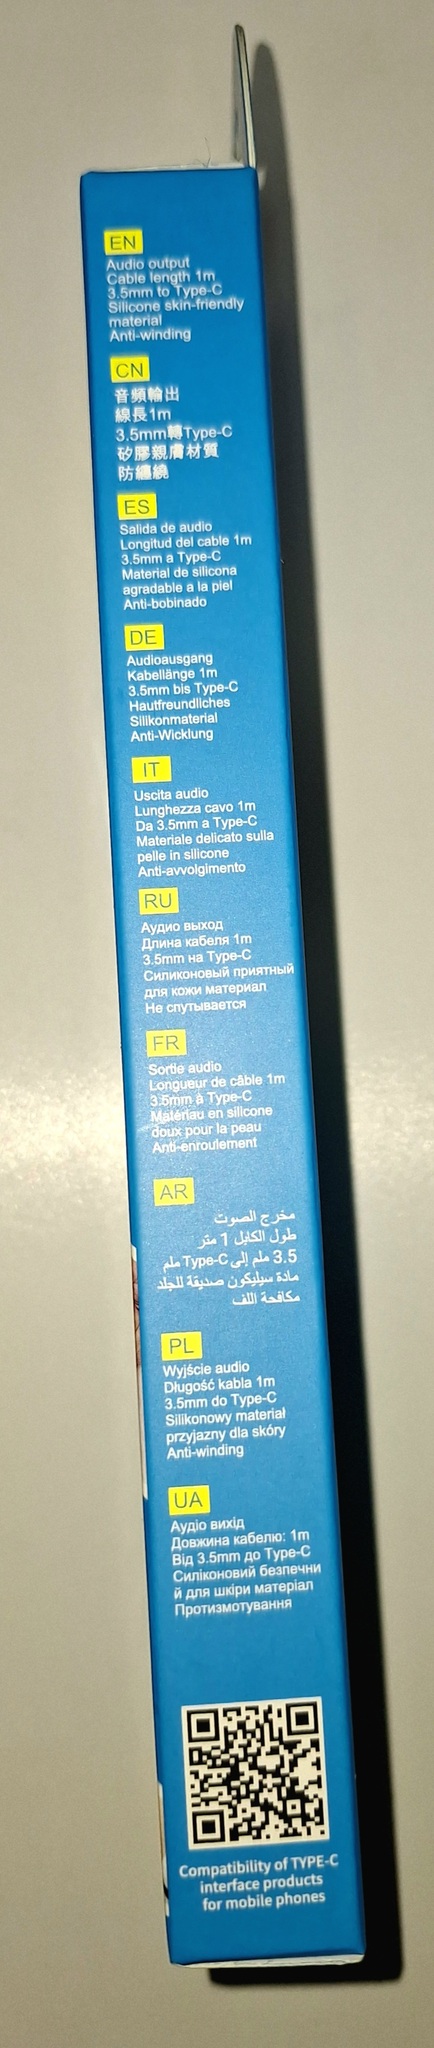 EN
Audio output
Cable length 1m
3.5mm to Type-C
Silicone skin-friendly
material
Anti-winding
CN
音頻輸出
線長1m
3.5mm轉Type-C
矽膠親膚材質
防纏繞
ES
Salida de audio
Longitud del cable 1m
3.5mm a Type-C
Material de silicona
agradable a la piel
Anti-bobinado
DE
Audioausgang
Kabellänge 1m
3.5mm bis Type-C
Hautfreundliches
Silikonmaterial
Anti-Wicklung
IT
Uscita audio
Lunghezza cavo 1m
Da 3.5mm a Type-C
Materiale delicato sulla
pelle in silicone
Anti-avvolgimento
RU
Аудио выход
Длина кабеля 1m
3.5mm на Type-C
Силиконовый приятный
для кожи материал
Не спутывается
FR
Sortie audio
Longueur de câble 1m
3.5mm à Type-C
Matériau en silicone
doux pour la peau
Anti-enroulement
AR
مخرج الصوت
طول الكابل 1 متر
3.5 ملم إلى Type-C ملم
مادة سيليكون صديقة للجلد
مكافحة اللف
PL
Wyjście audio
Długość kabla 1m
3.5mm do Type-C
Silikonowy materiał
przyjazny dla skóry
Anti-winding
UA
Аудіо вихід
Довжина кабелю: 1m
Від 3.5mm до Type-C
Силіконовий безпечни
й для шкіри матеріал
Протизмотування
Compatibility of TYPE-C
interface products
for mobile phones